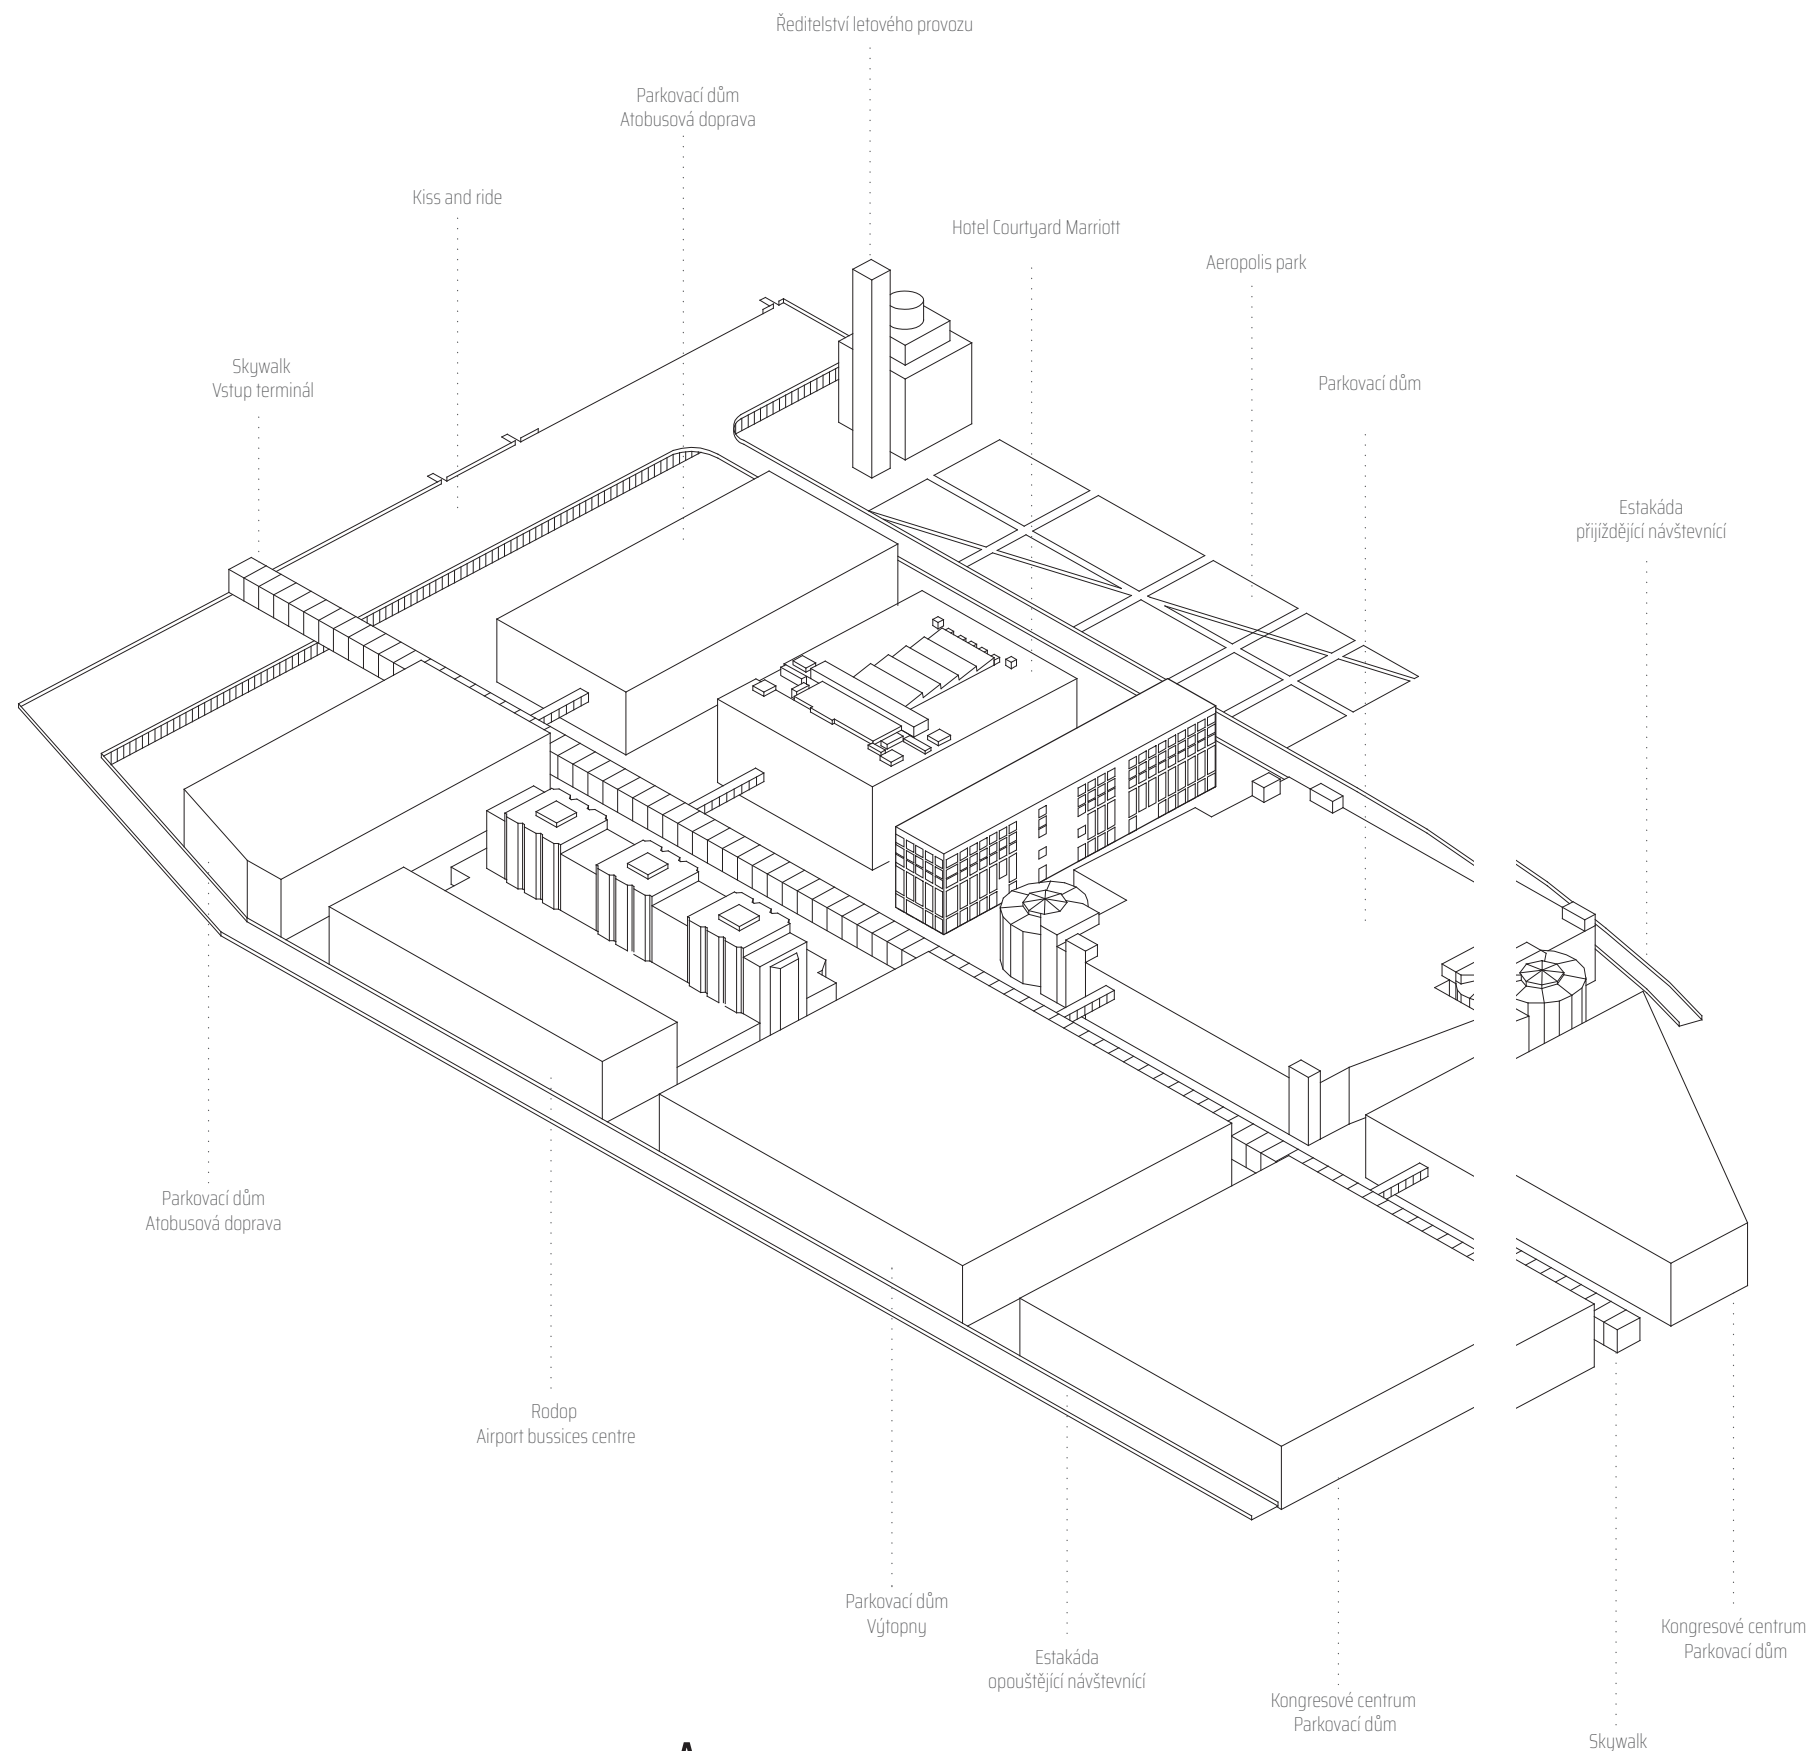 Ředitelství letového provozu
Parkovací dům
Atobusová doprava
Kiss and ride
Hotel Courtyard Marriott
Aeropolis park
Skywalk
Vstup terminál
Parkovací dům
Estakáda
přijíždějící návštevnící
Parkovací dům
Atobusová doprava
Rodop
Airport bussices centre
Parkovací dům
Výtopny
Estakáda
opouštějící návštevnící
Kongresové centrum
Parkovací dům
Kongresové centrum
Parkovací dům
Skywalk